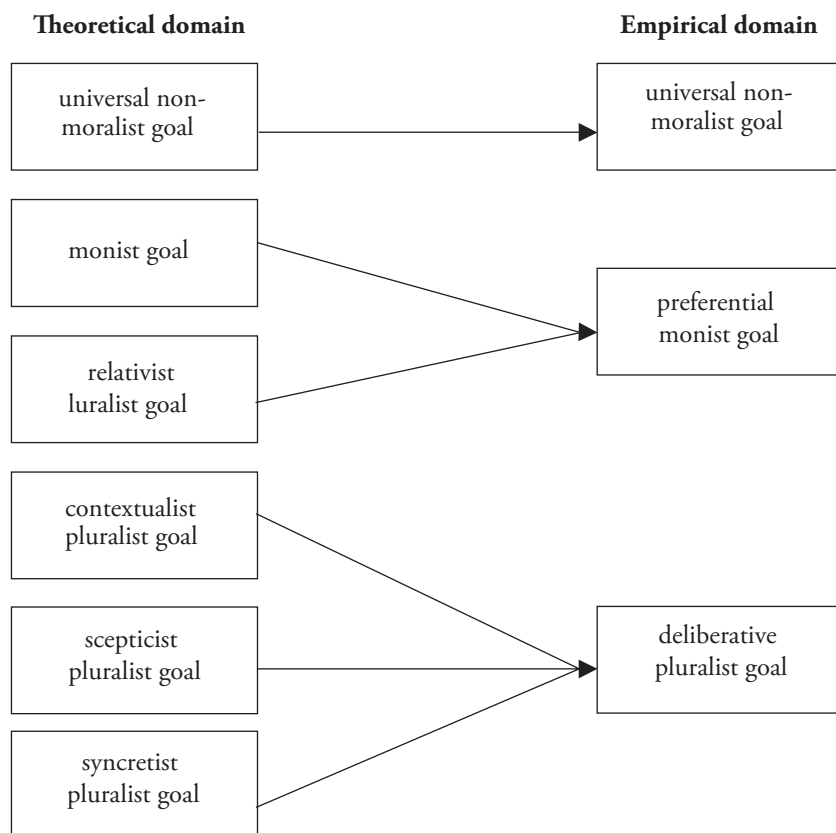 Theoretical domain
Empirical domain
universal non-
moralist goal
universal non-
moralist goal
monist goal
preferential
monist goal
relativist
luralist goal
contextualist
pluralist goal
scepticist
pluralist goal
deliberative
pluralist goal
syncretist
pluralist goal